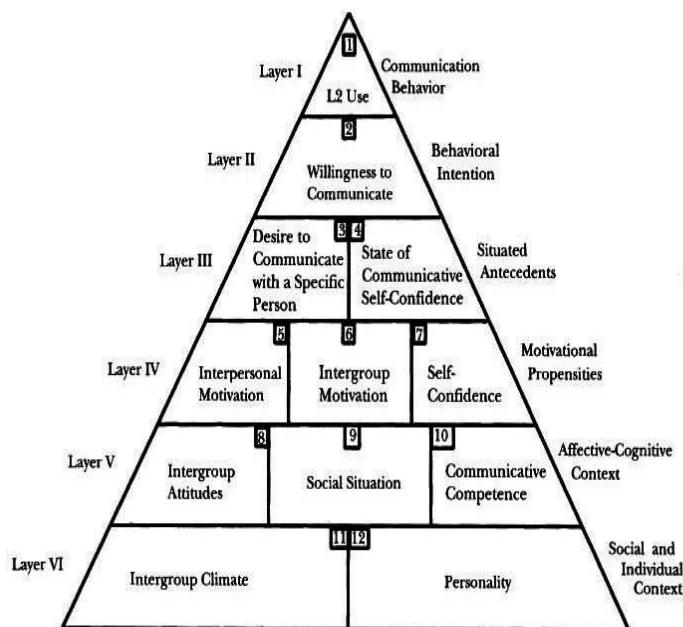 1
Layer I
Communication
Behavior
L2 Use
2
Layer II
Behavioral
Intention
Willingness to
Communicate
3 4
Desire to
Communicate
with a Specific
Person
State of
Communicative
Self-Confidence
Layer III
Situated
Antecedents
5 6 7
Layer IV
Interpersonal
Motivation
Intergroup
Motivation
Self-
Confidence
Motivational
Propensities
8 9 10
Layer V
Intergroup
Attitudes
Social Situation
Communicative
Competence
Affective-Cognitive
Context
11 12
Layer VI
Intergroup Climate
Personality
Social and
Individual
Context